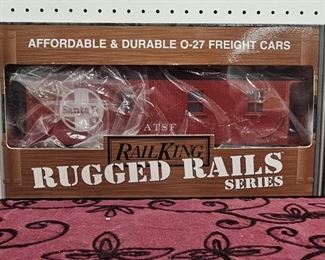 AFFORDABLE & DURABLE O-27 FREIGHT CARS
Santa Fe
ATSF
RAILKING
RUGGED RAILS
SERIES